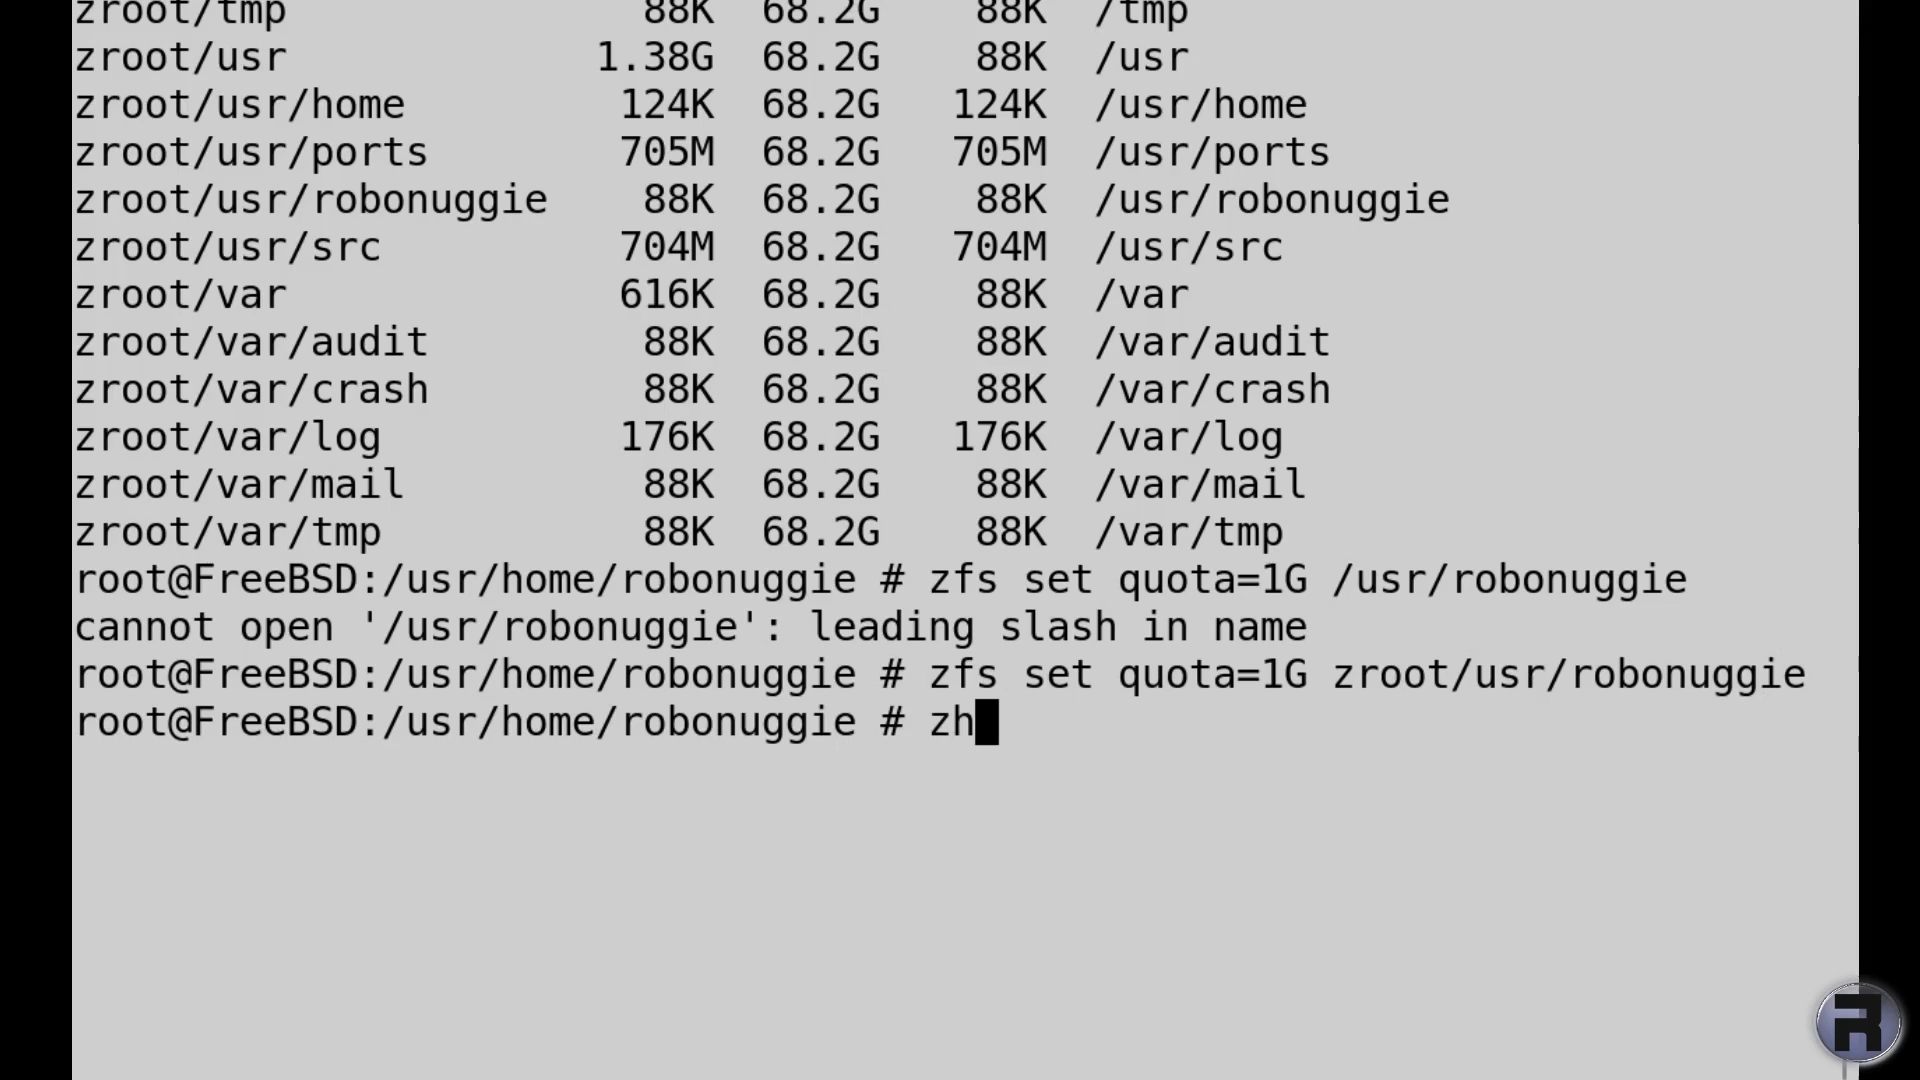 zroot/tmp 88K 68.2G 88K /tmp
zroot/usr 1.38G 68.2G 88K /usr
zroot/usr/home 124K 68.2G 124K /usr/home
zroot/usr/ports 705M 68.2G 705M /usr/ports
zroot/usr/robonuggie 88K 68.2G 88K /usr/robonuggie
zroot/usr/src 704M 68.2G 704M /usr/src
zroot/var 616K 68.2G 88K /var
zroot/var/audit 88K 68.2G 88K /var/audit
zroot/var/crash 88K 68.2G 88K /var/crash
zroot/var/log 176K 68.2G 176K /var/log
zroot/var/mail 88K 68.2G 88K /var/mail
zroot/var/tmp 88K 68.2G 88K /var/tmp
root@FreeBSD:/usr/home/robonuggie # zfs set quota=1G /usr/robonuggie
cannot open '/usr/robonuggie': leading slash in name
root@FreeBSD:/usr/home/robonuggie # zfs set quota=1G zroot/usr/robonuggie
root@FreeBSD:/usr/home/robonuggie # zh
R